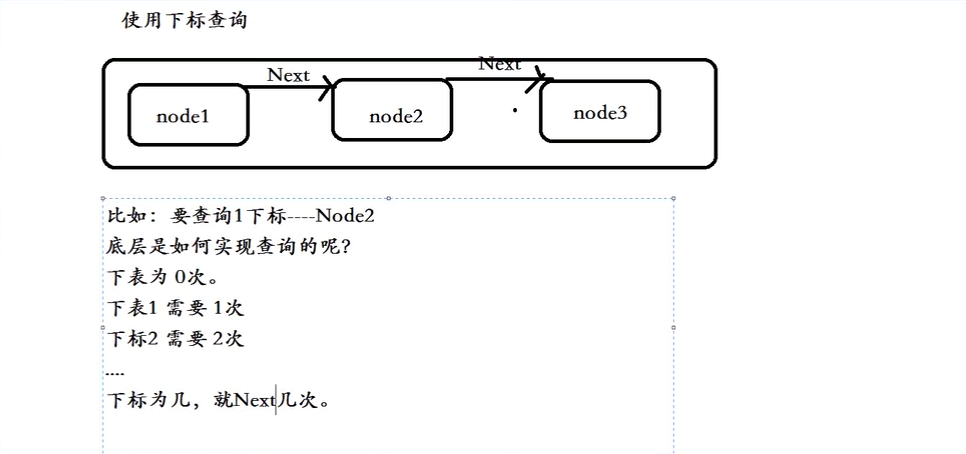 使用下标查询
Next
Next
node1
node2
node3
比如：要查询1下标----Node2
底层是如何实现查询的呢？
下表为 0次。
下表1 需要 1次
下标2 需要 2次
....
下标为几，就Next几次。